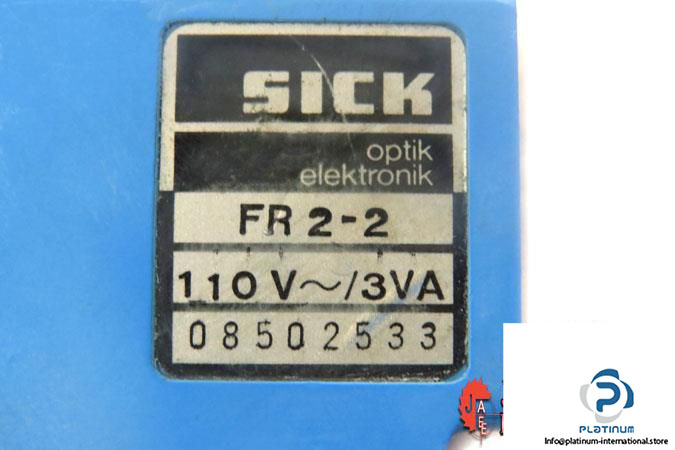 SICK
optik
elektronik
FR 2-2
110 V~/3VA
08502533
PLATINUM
Info@platinum-international.store